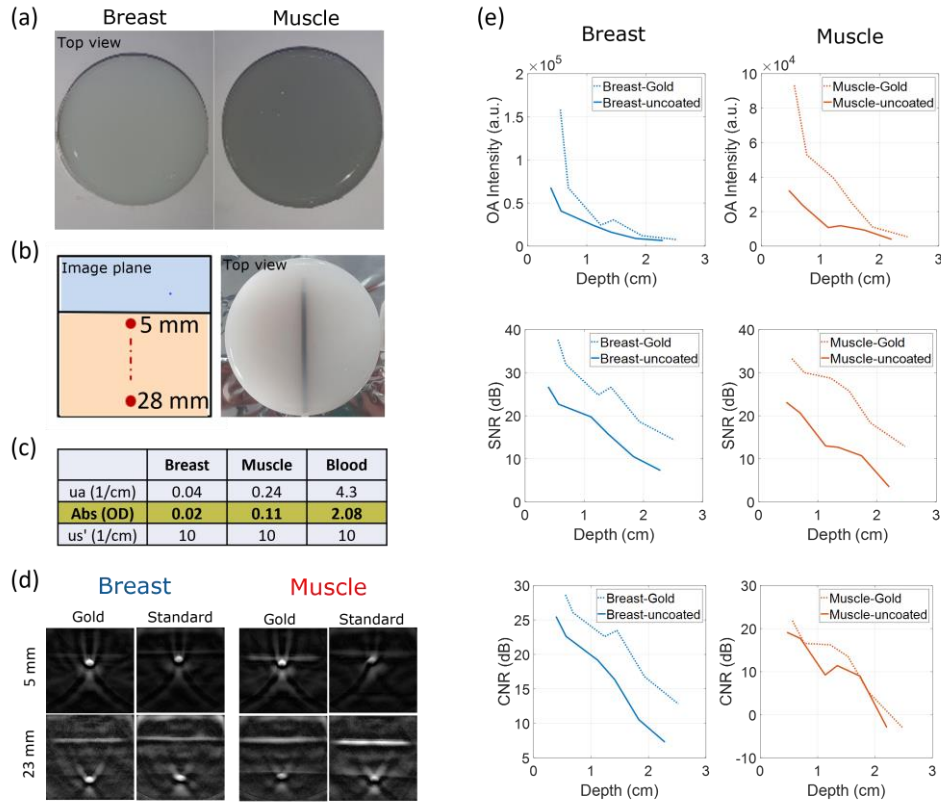 (a)
Breast Muscle
Top view
(b)
Image plane
5 mm
28 mm
Top view
(c)
Breast Muscle Blood
ua (1/cm) 0.04 0.24 4.3
Abs (OD) 0.02 0.11 2.08
us' (1/cm) 10 10 10
(d)
Breast Muscle
Gold Standard Gold Standard
5 mm
23 mm
(e)
Breast
Muscle
×10⁵
2
1.5
1
0.5
0
OA Intensity (a.u.)
Breast-Gold
Breast-uncoated
0 1 2 3
Depth (cm)
×10⁴
10
8
6
4
2
0
OA Intensity (a.u.)
Muscle-Gold
Muscle-uncoated
0 1 2 3
Depth (cm)
40
30
20
10
0
SNR (dB)
Breast-Gold
Breast-uncoated
0 1 2 3
Depth (cm)
40
30
20
10
0
SNR (dB)
Muscle-Gold
Muscle-uncoated
0 1 2 3
Depth (cm)
30
25
20
15
10
5
CNR (dB)
Breast-Gold
Breast-uncoated
0 1 2 3
Depth (cm)
30
20
10
0
-10
CNR (dB)
Muscle-Gold
Muscle-uncoated
0 1 2 3
Depth (cm)